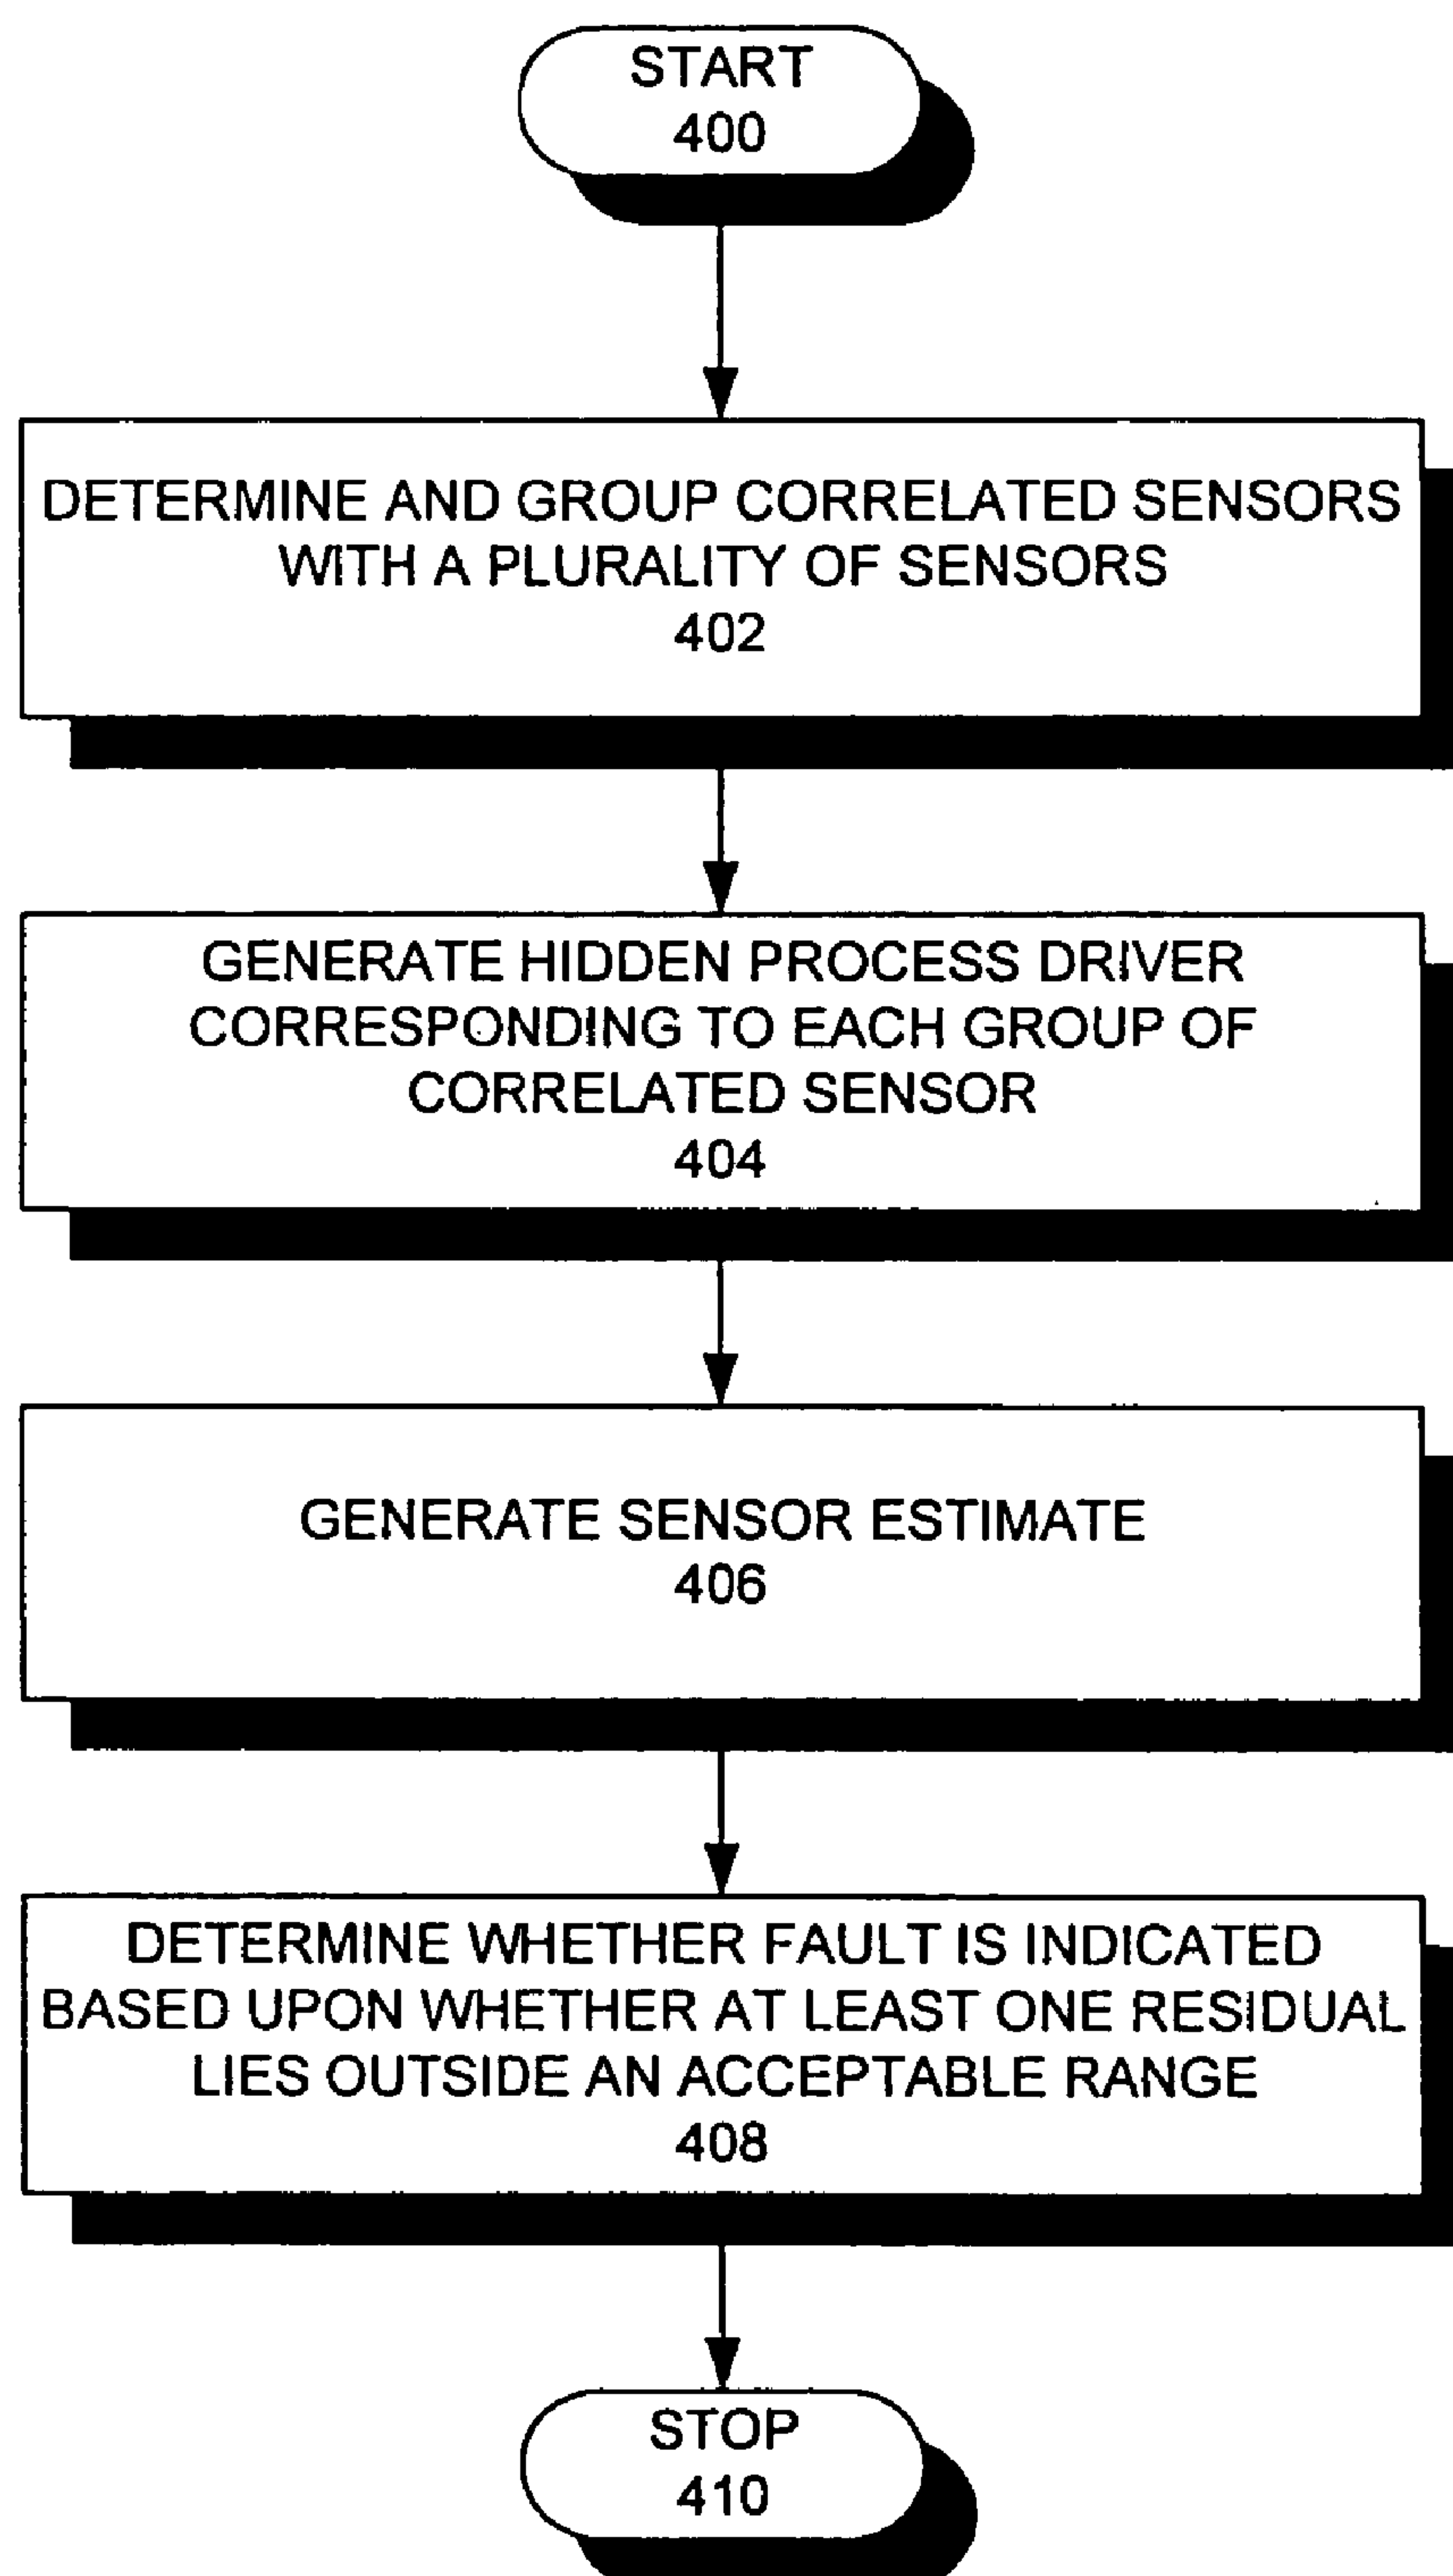 START
400
DETERMINE AND GROUP CORRELATED SENSORS
WITH A PLURALITY OF SENSORS
402
GENERATE HIDDEN PROCESS DRIVER
CORRESPONDING TO EACH GROUP OF
CORRELATED SENSOR
404
GENERATE SENSOR ESTIMATE
406
DETERMINE WHETHER FAULT IS INDICATED
BASED UPON WHETHER AT LEAST ONE RESIDUAL
LIES OUTSIDE AN ACCEPTABLE RANGE
408
STOP
410